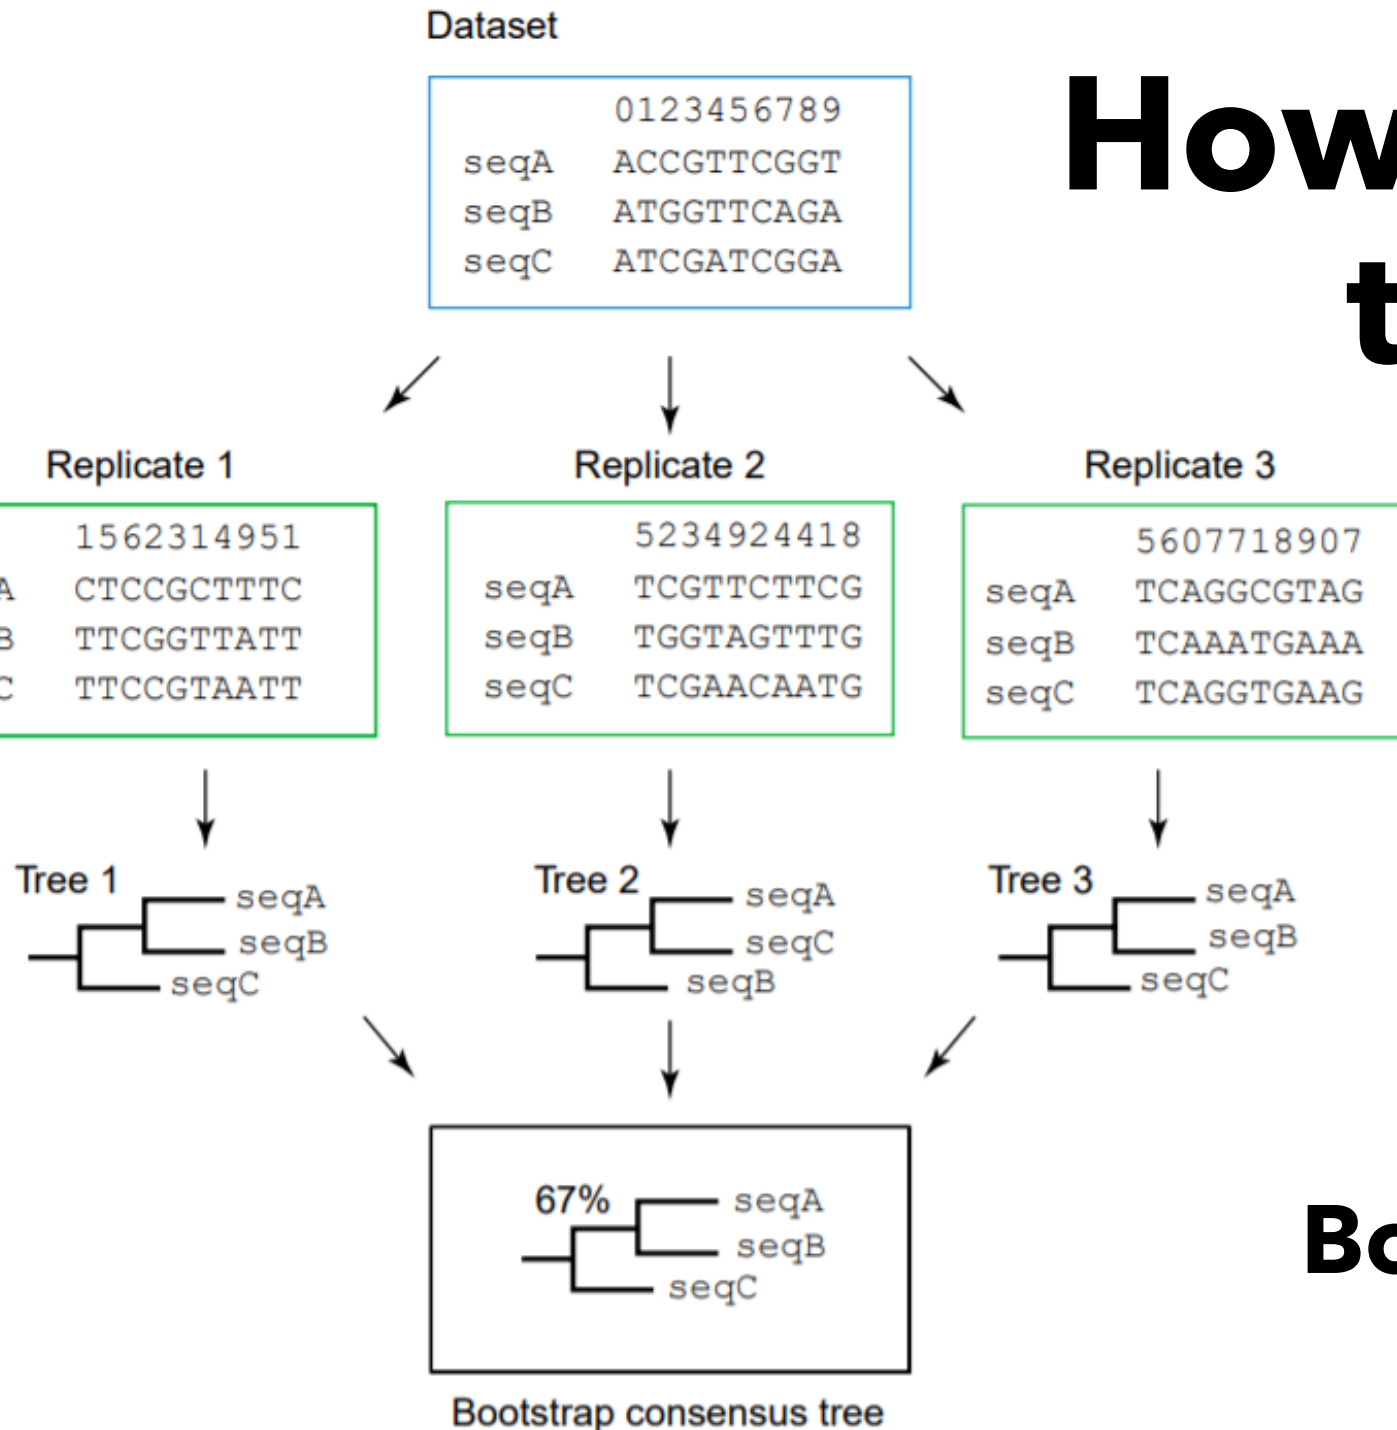 Dataset
0123456789
seqA ACCGTTCGGT
seqB ATGGTTCAGA
seqC ATCGATCGGA
How
t
Replicate 1
1562314951
A CTCCGCTTTC
B TTCGGTTATT
C TTCCGTAATT
Replicate 2
5234924418
seqA TCGTTCTTCG
seqB TGGTAGTTTG
seqC TCGAACAATG
Replicate 3
5607718907
seqA TCAGGCGTAG
seqB TCAAATGAAA
seqC TCAGGTGAAG
Tree 1
seqA
seqB
seqC
Tree 2
seqA
seqC
seqB
Tree 3
seqA
seqB
seqC
67%
seqA
seqB
seqC
Bo
Bootstrap consensus tree